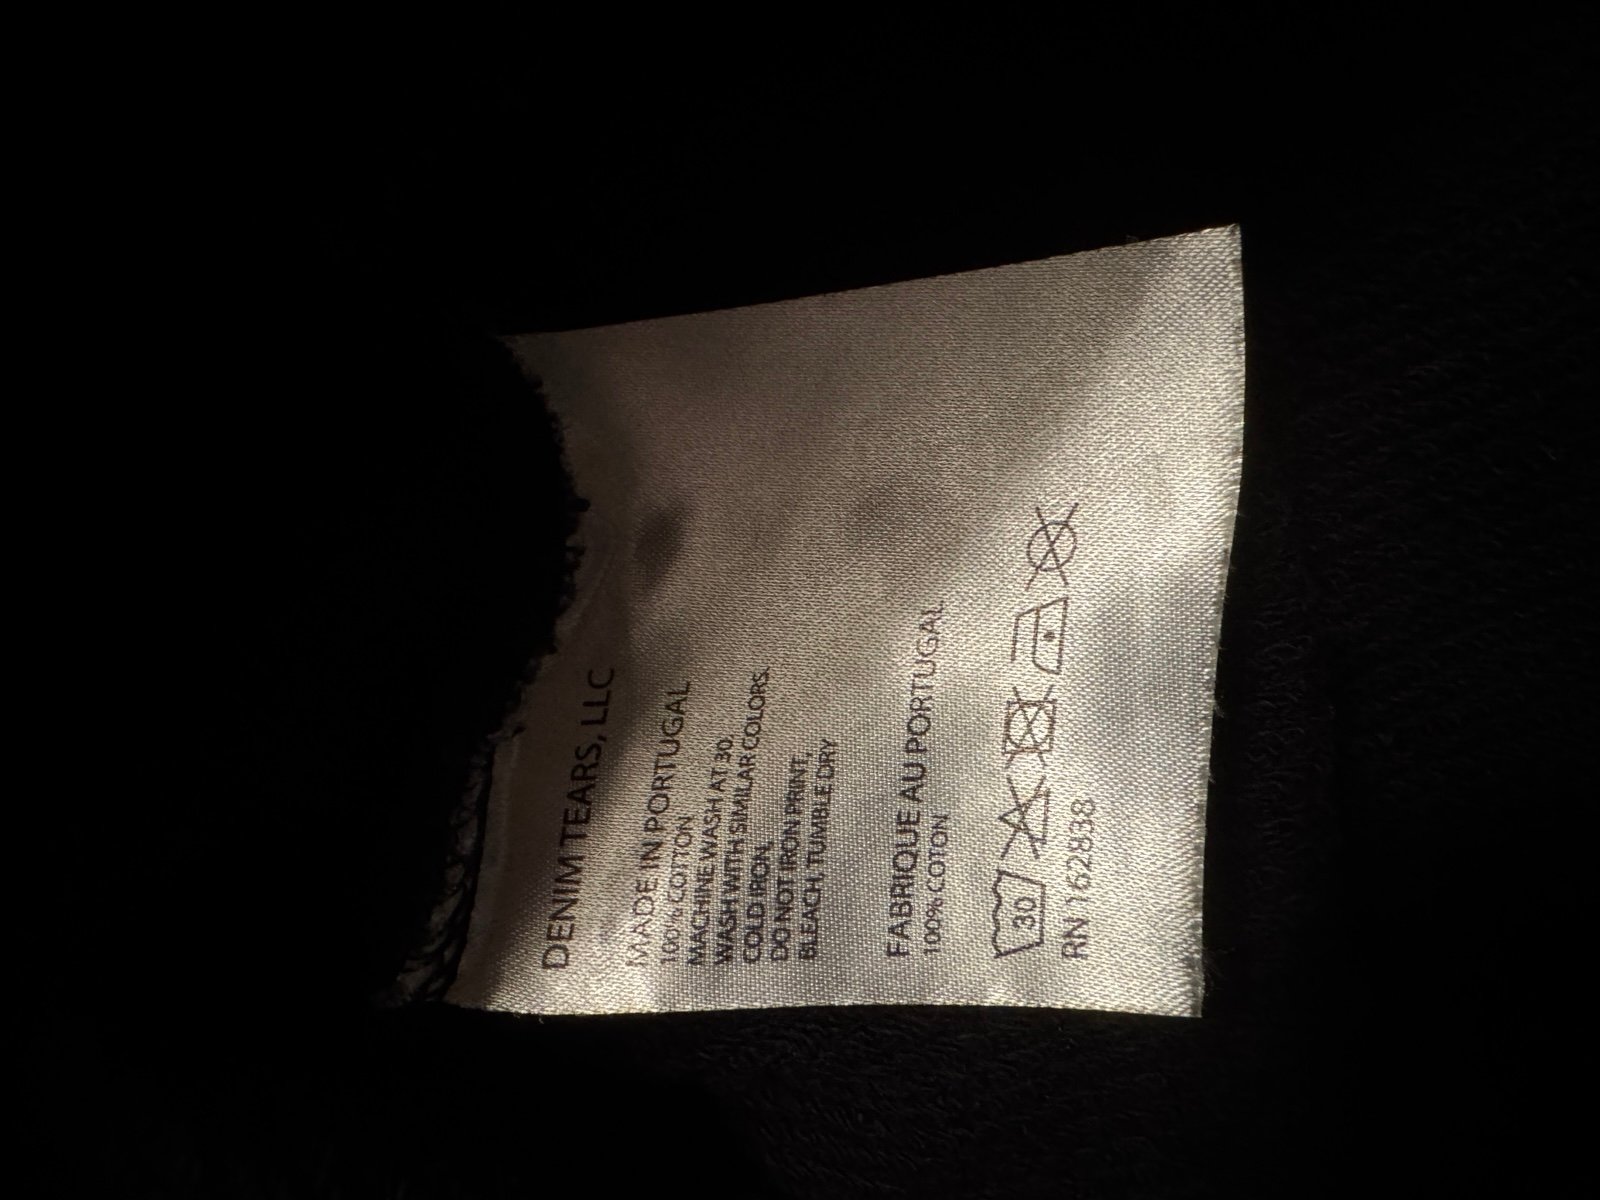 DENIM TEARS, LLC
MADE IN PORTUGAL
100% COTTON
MACHINE WASH AT 30.
WASH WITH SIMILAR COLORS.
COLD IRON.
DO NOT IRON PRINT,
BLEACH, TUMBLE DRY
FABRIQUE AU PORTUGAL
100% COTON
30
RN 162838